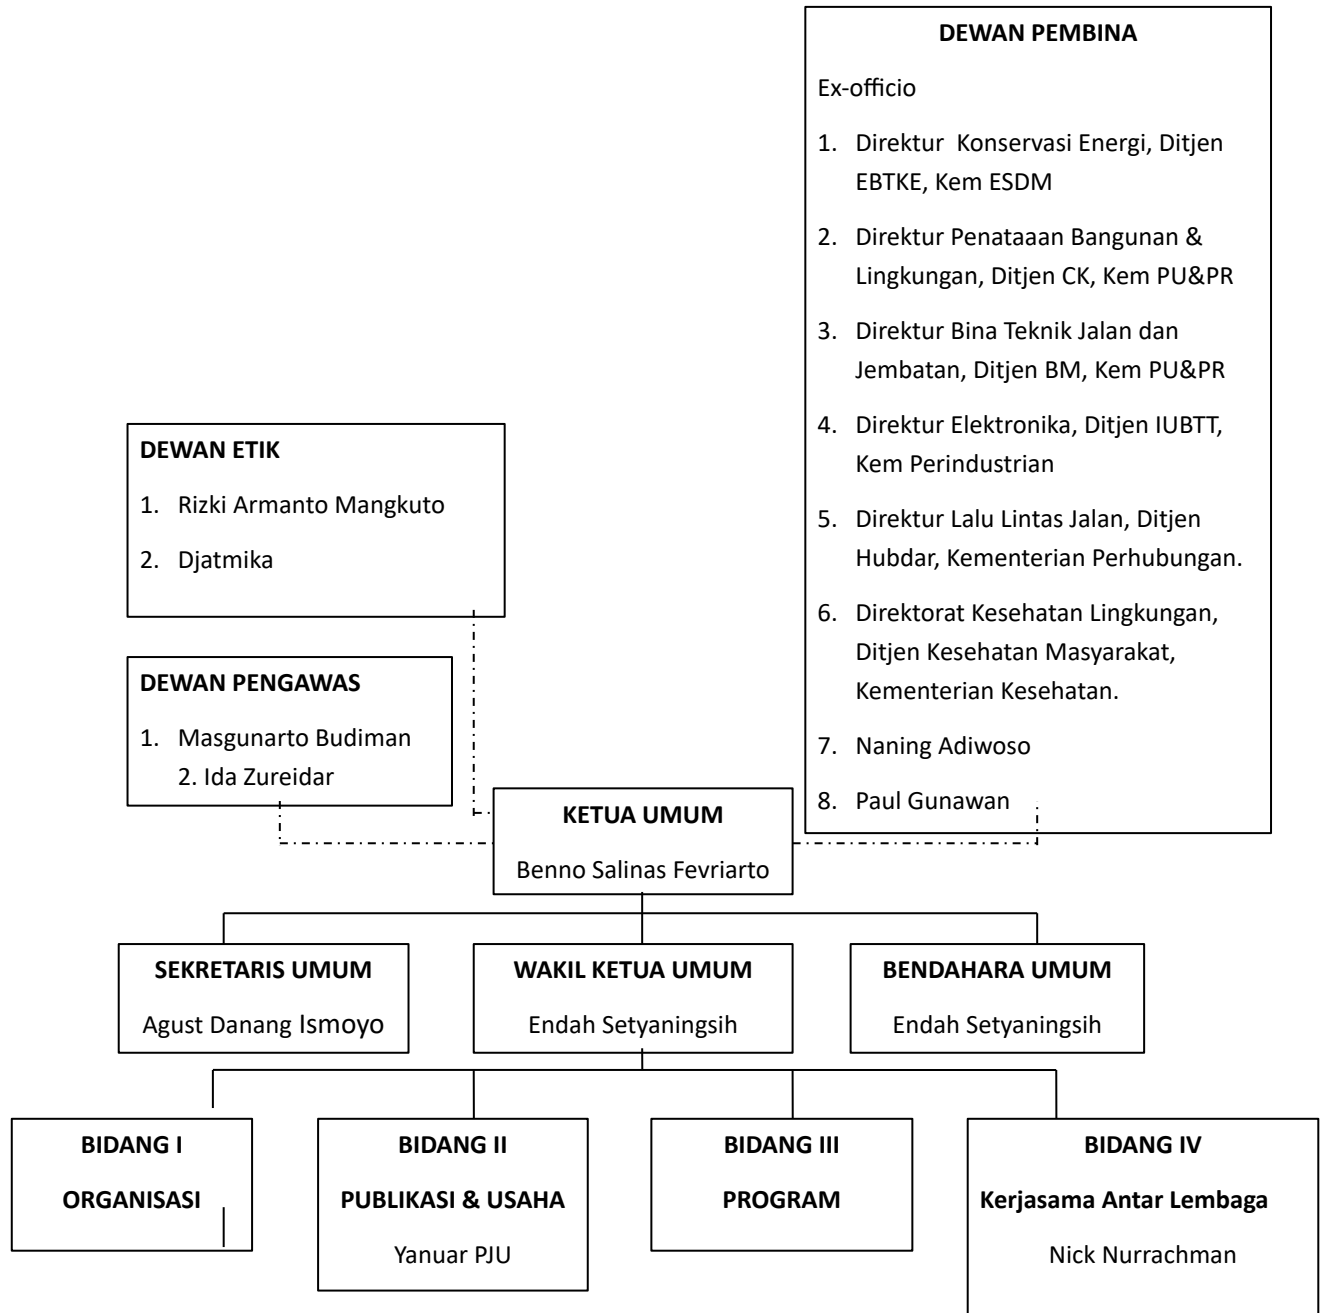 DEWAN PEMBINA
Ex-officio
1. Direktur Konservasi Energi, Ditjen
EBTKE, Kem ESDM
2. Direktur Penataaan Bangunan &
Lingkungan, Ditjen CK, Kem PU&PR
3. Direktur Bina Teknik Jalan dan
Jembatan, Ditjen BM, Kem PU&PR
4. Direktur Elektronika, Ditjen IUBTT,
Kem Perindustrian
5. Direktur Lalu Lintas Jalan, Ditjen
Hubdar, Kementerian Perhubungan.
6. Direktorat Kesehatan Lingkungan,
Ditjen Kesehatan Masyarakat,
Kementerian Kesehatan.
7. Naning Adiwoso
8. Paul Gunawan
DEWAN ETIK
1. Rizki Armanto Mangkuto
2. Djatmika
DEWAN PENGAWAS
1. Masgunarto Budiman
2. Ida Zureidar
KETUA UMUM
Benno Salinas Fevriarto
SEKRETARIS UMUM
Agust Danang Ismoyo
WAKIL KETUA UMUM
Endah Setyaningsih
BENDAHARA UMUM
Endah Setyaningsih
BIDANG I
ORGANISASI
BIDANG II
PUBLIKASI & USAHA
Yanuar PJU
BIDANG III
PROGRAM
BIDANG IV
Kerjasama Antar Lembaga
Nick Nurrachman